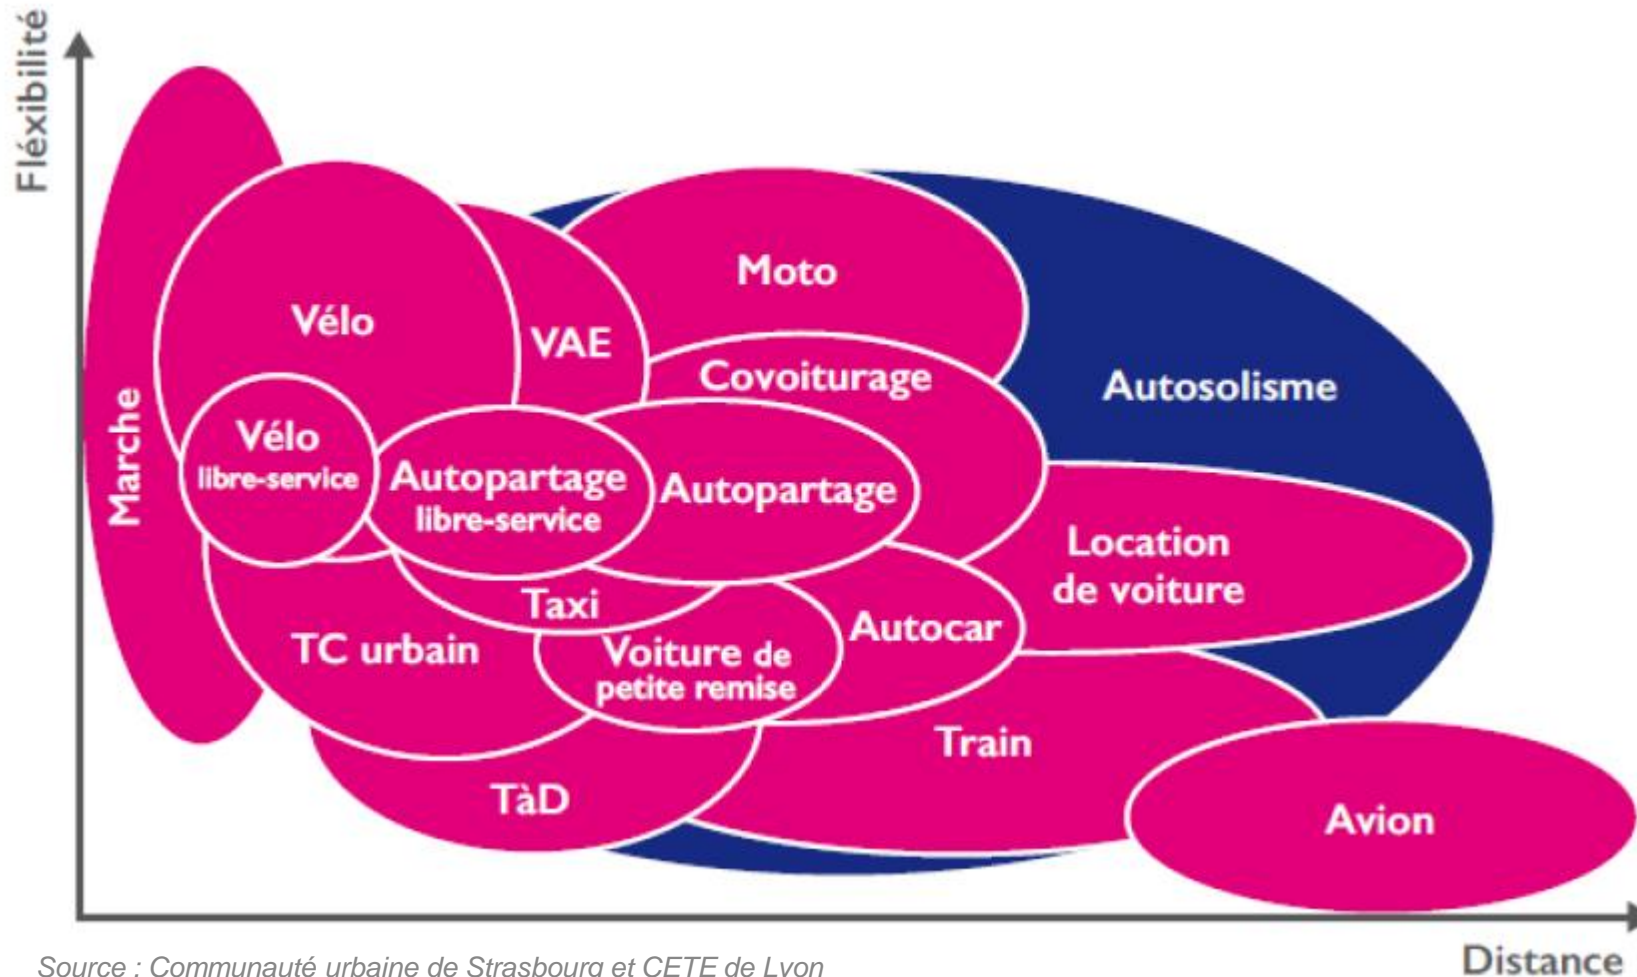 Fléxibilité
Moto
Vélo
VAE
Covoiturage
Autosolisme
Marche
Vélo
libre-service
Autopartage
libre-service
Autopartage
Location
de voiture
Taxi
Autocar
TC urbain
Voiture de
petite remise
Train
TàD
Avion
Distance
Source : Communauté urbaine de Strasbourg et CETE de Lyon